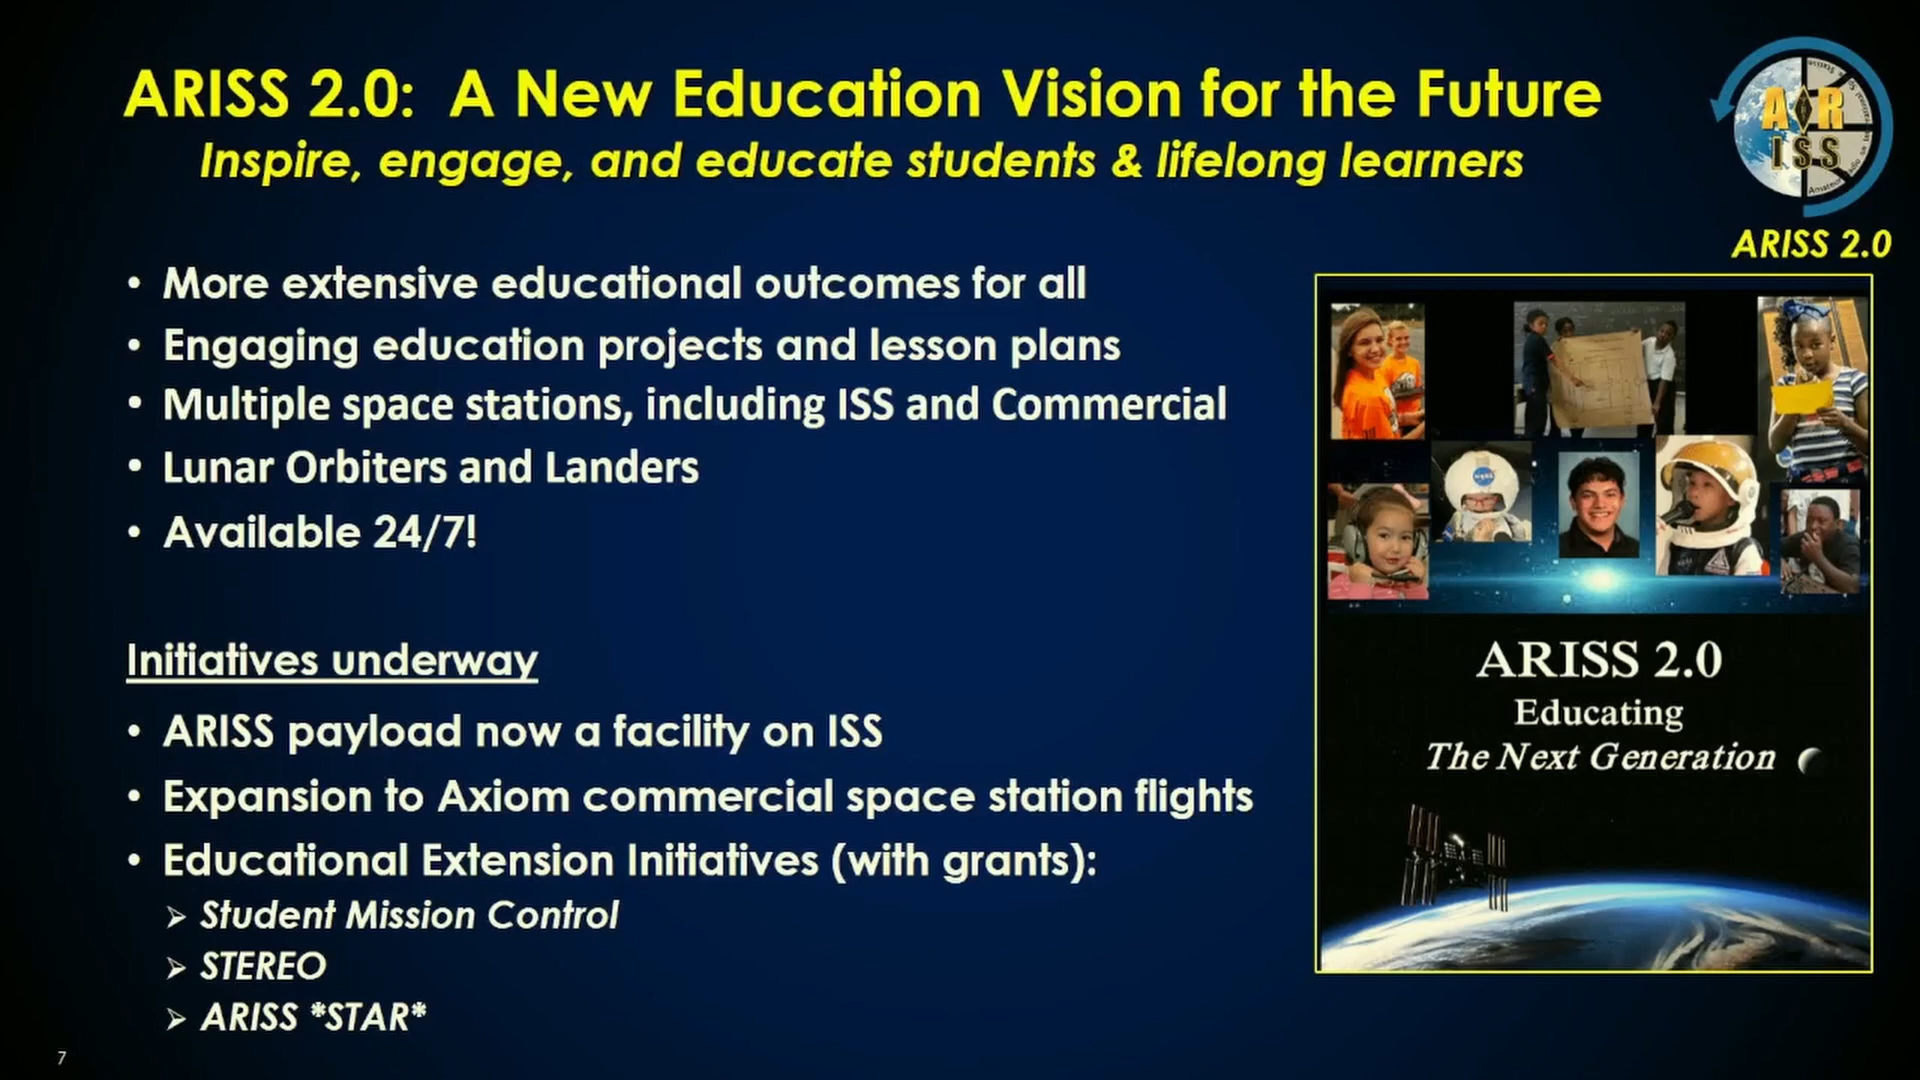 ARISS 2.0:  A New Education Vision for the Future
Inspire, engage, and educate students & lifelong learners
A R
ISS
ARISS 2.0
• More extensive educational outcomes for all
• Engaging education projects and lesson plans
• Multiple space stations, including ISS and Commercial
• Lunar Orbiters and Landers
• Available 24/7!
Initiatives underway
• ARISS payload now a facility on ISS
• Expansion to Axiom commercial space station flights
• Educational Extension Initiatives (with grants):
➢ Student Mission Control
➢ STEREO
➢ ARISS *STAR*
ARISS 2.0
Educating
The Next Generation
7